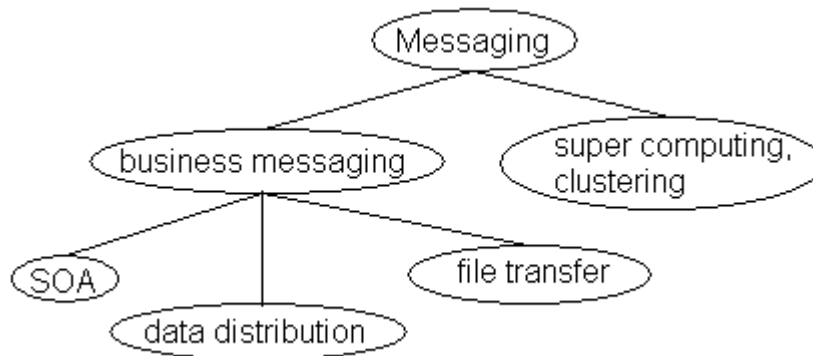 Messaging
business messaging
super computing,
clustering
SOA
file transfer
data distribution